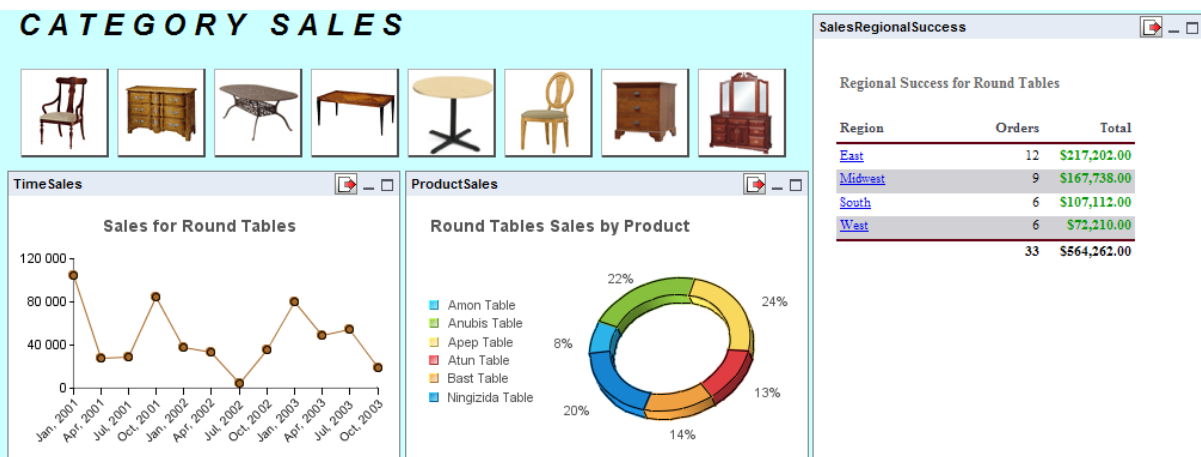 CATEGORY SALES
TimeSales
Sales for Round Tables
120 000
80 000
40 000
0
Jan, 2001
Apr, 2001
Jul, 2001
Oct, 2001
Jan, 2002
Apr, 2002
Jul, 2002
Oct, 2002
Jan, 2003
Apr, 2003
Jul, 2003
Oct, 2003
ProductSales
Round Tables Sales by Product
Amon Table
Anubis Table
Apep Table
Atun Table
Bast Table
Ningizida Table
22%
24%
8%
13%
20%
14%
SalesRegionalSuccess
Regional Success for Round Tables
Region Orders Total
East 12 $217,202.00
Midwest 9 $167,738.00
South 6 $107,112.00
West 6 $72,210.00
33 $564,262.00